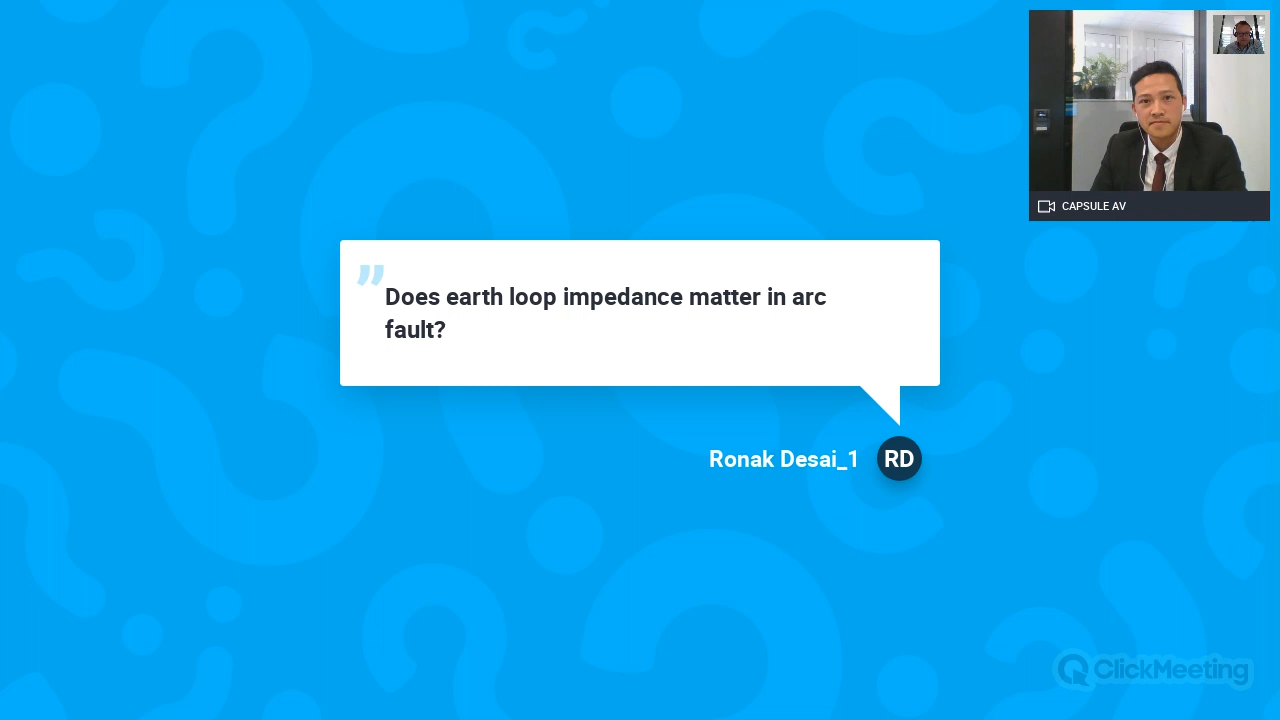 CAPSULE AV
Does earth loop impedance matter in arc
fault?
Ronak Desai_1
RD
ClickMeeting